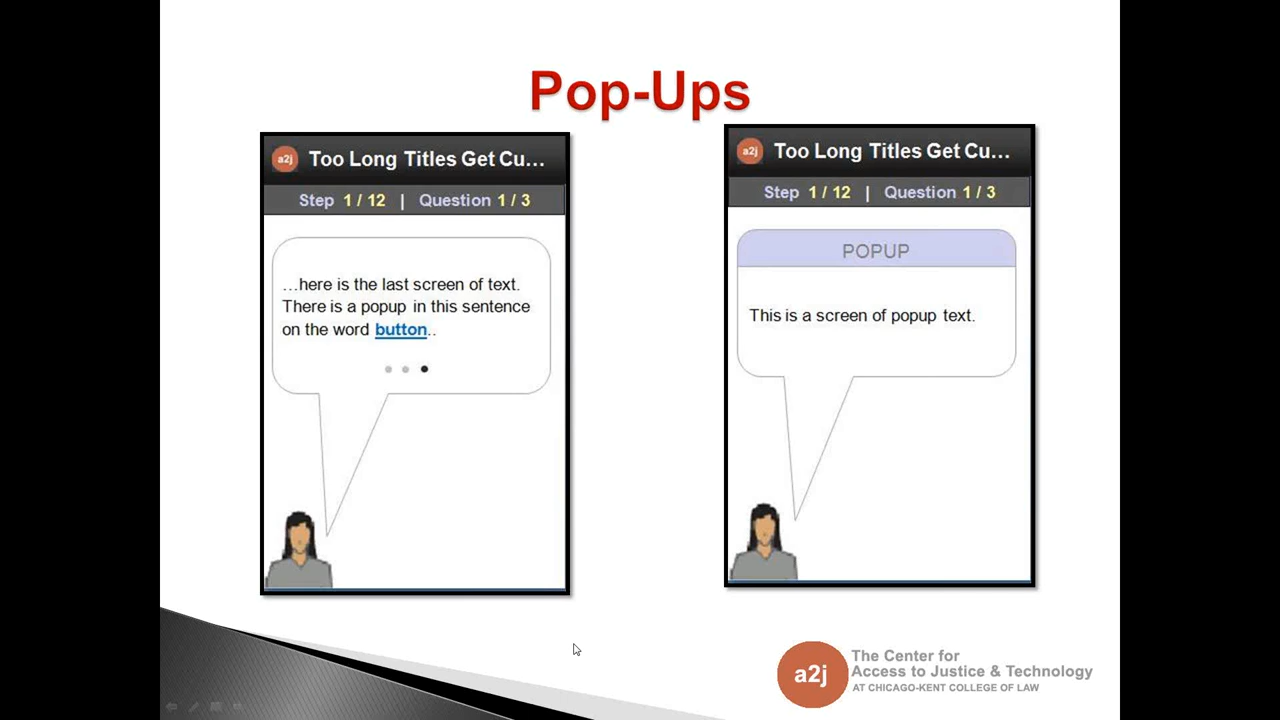 Pop-Ups
a2j Too Long Titles Get Cu...
Step 1 / 12 | Question 1 / 3
...here is the last screen of text.
There is a popup in this sentence
on the word button..
a2j Too Long Titles Get Cu...
Step 1 / 12 | Question 1 / 3
POPUP
This is a screen of popup text.
a2j
The Center for
Access to Justice & Technology
AT CHICAGO-KENT COLLEGE OF LAW